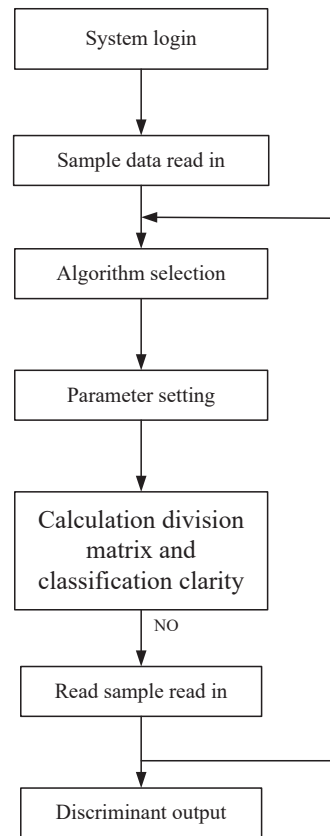 System login
Sample data read in
Algorithm selection
Parameter setting
Calculation division
matrix and
classification clarity
NO
Read sample read in
Discriminant output